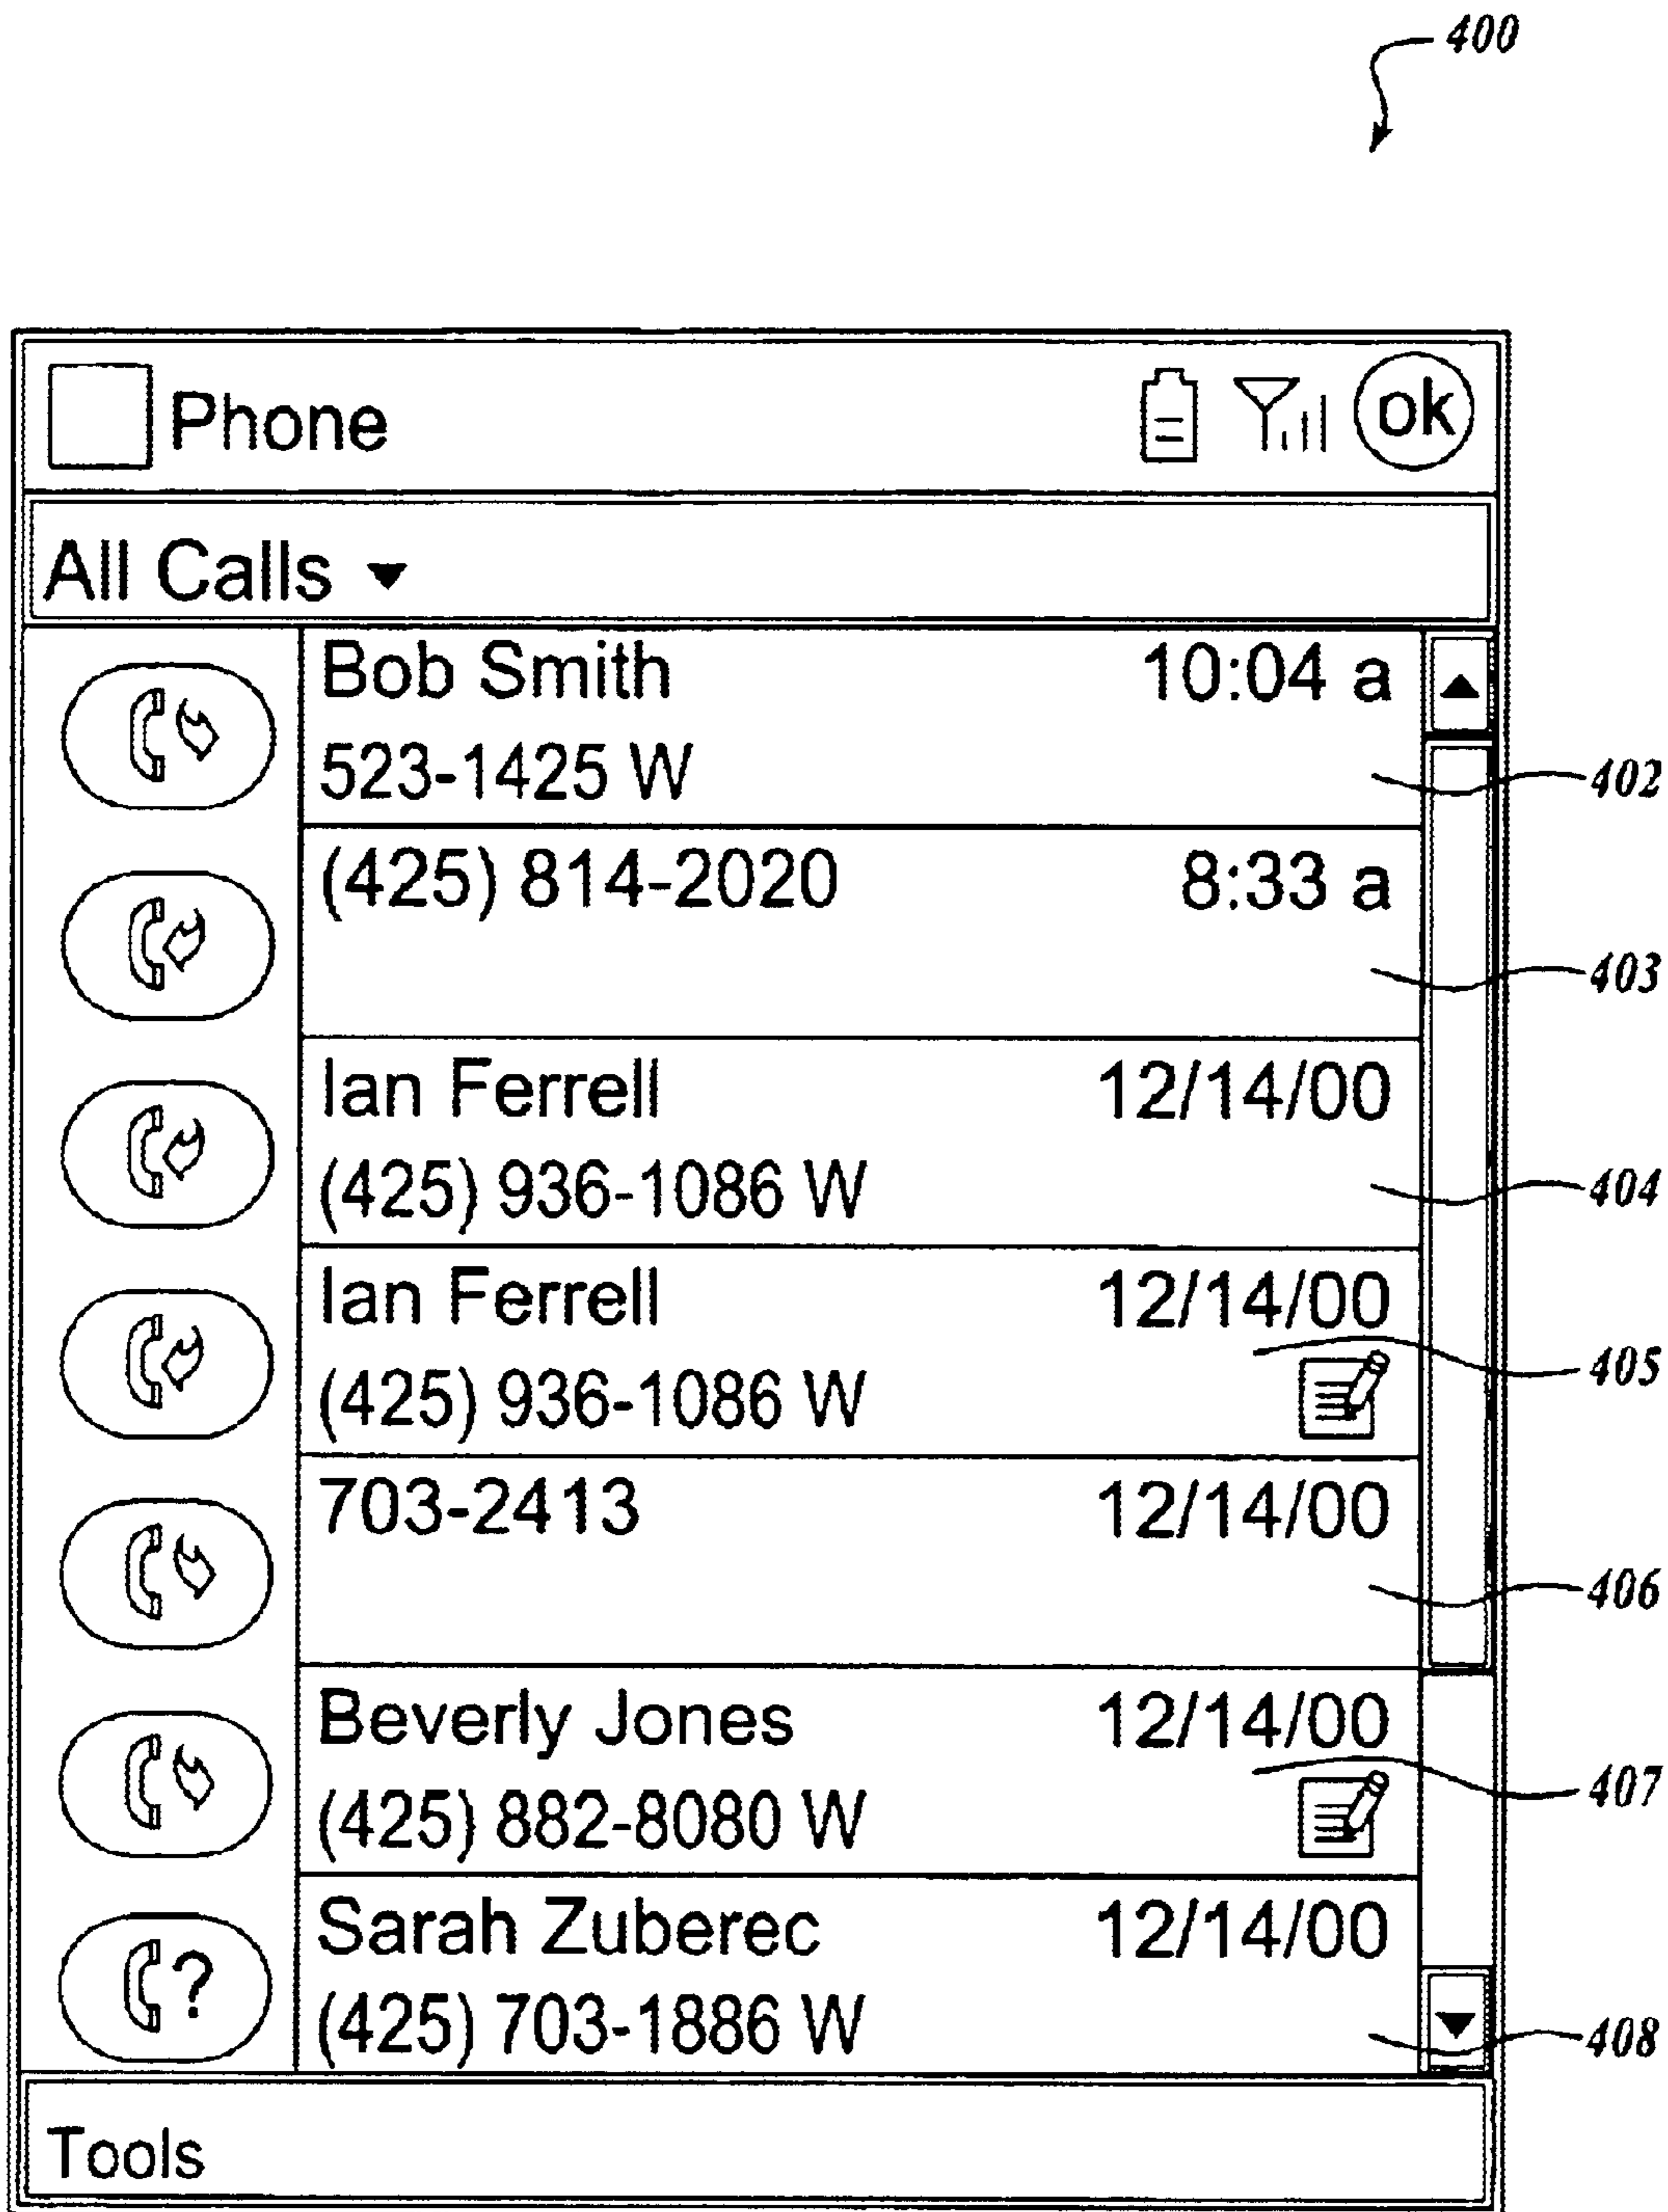 400
Phone ok
All Calls
Bob Smith 10:04 a
523-1425 W
402
(425) 814-2020 8:33 a
403
Ian Ferrell 12/14/00
(425) 936-1086 W
404
Ian Ferrell 12/14/00
(425) 936-1086 W
405
703-2413 12/14/00
406
Beverly Jones 12/14/00
(425) 882-8080 W
407
Sarah Zuberec 12/14/00
?
(425) 703-1886 W
408
Tools